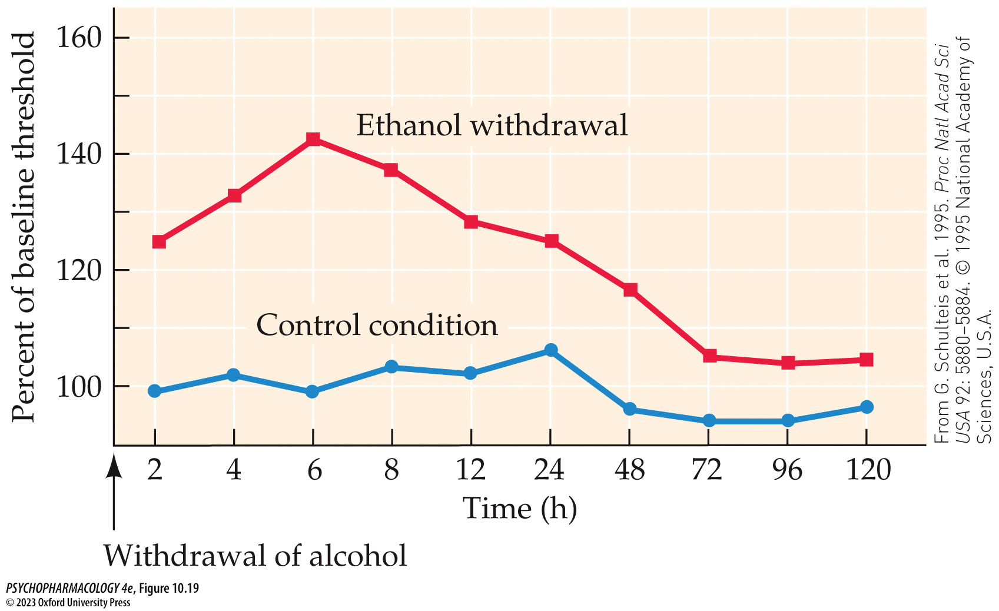 Percent of baseline threshold
160
140
120
100
Ethanol withdrawal
Control condition
2 4 6 8 12 24 48 72 96 120
Time (h)
Withdrawal of alcohol
From G. Schulteis et al. 1995. Proc Natl Acad Sci
USA 92: 5880–5884. © 1995 National Academy of
Sciences, U.S.A.
PSYCHOPHARMACOLOGY 4e, Figure 10.19
© 2023 Oxford University Press